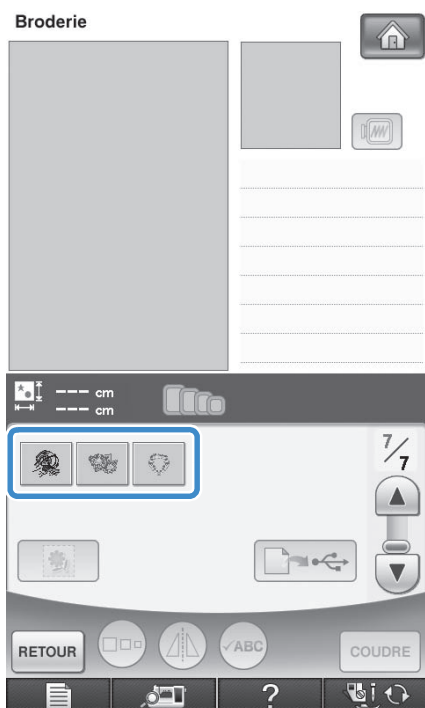 Broderie
--- cm
--- cm
7/7
ABC
RETOUR
COUDRE
?
i